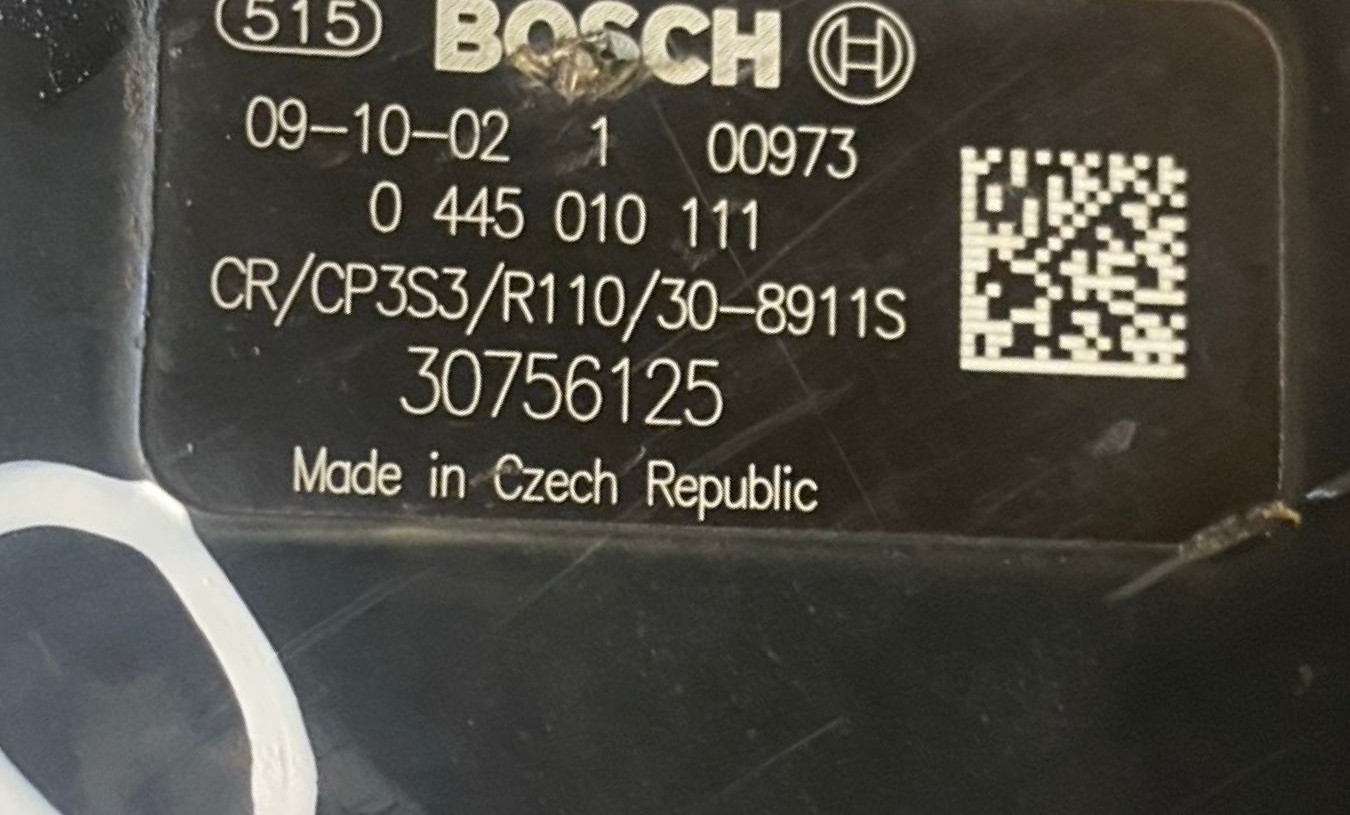 515 BOSCH
09-10-02 1 00973
0 445 010 111
CR/CP3S3/R110/30-8911S
30756125
Made in Czech Republic